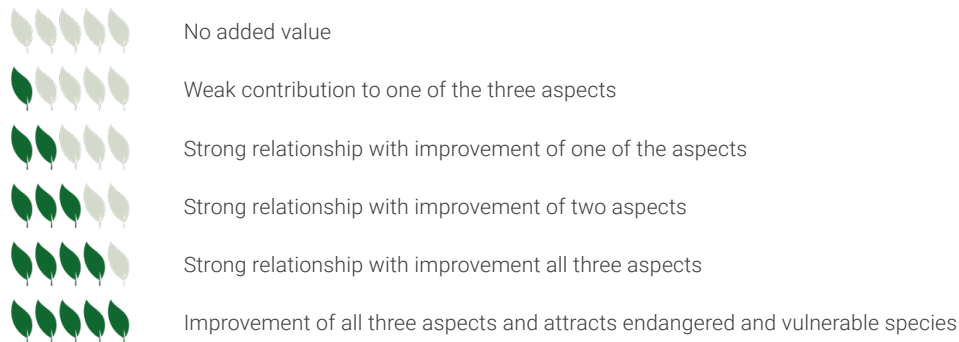 No added value
Weak contribution to one of the three aspects
Strong relationship with improvement of one of the aspects
Strong relationship with improvement of two aspects
Strong relationship with improvement all three aspects
Improvement of all three aspects and attracts endangered and vulnerable species